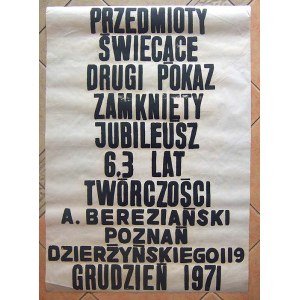 PRZEDMIOTY
ŚWIECĄCE
DRUGI POKAZ
ZAMKNIĘTY
JUBILEUSZ
6,3 LAT
TWÓRCZOŚCI
A. BEREZIAŃSKI
POZNAŃ
DZIERŻYŃSKIEGO 119
GRUDZIEŃ 1971